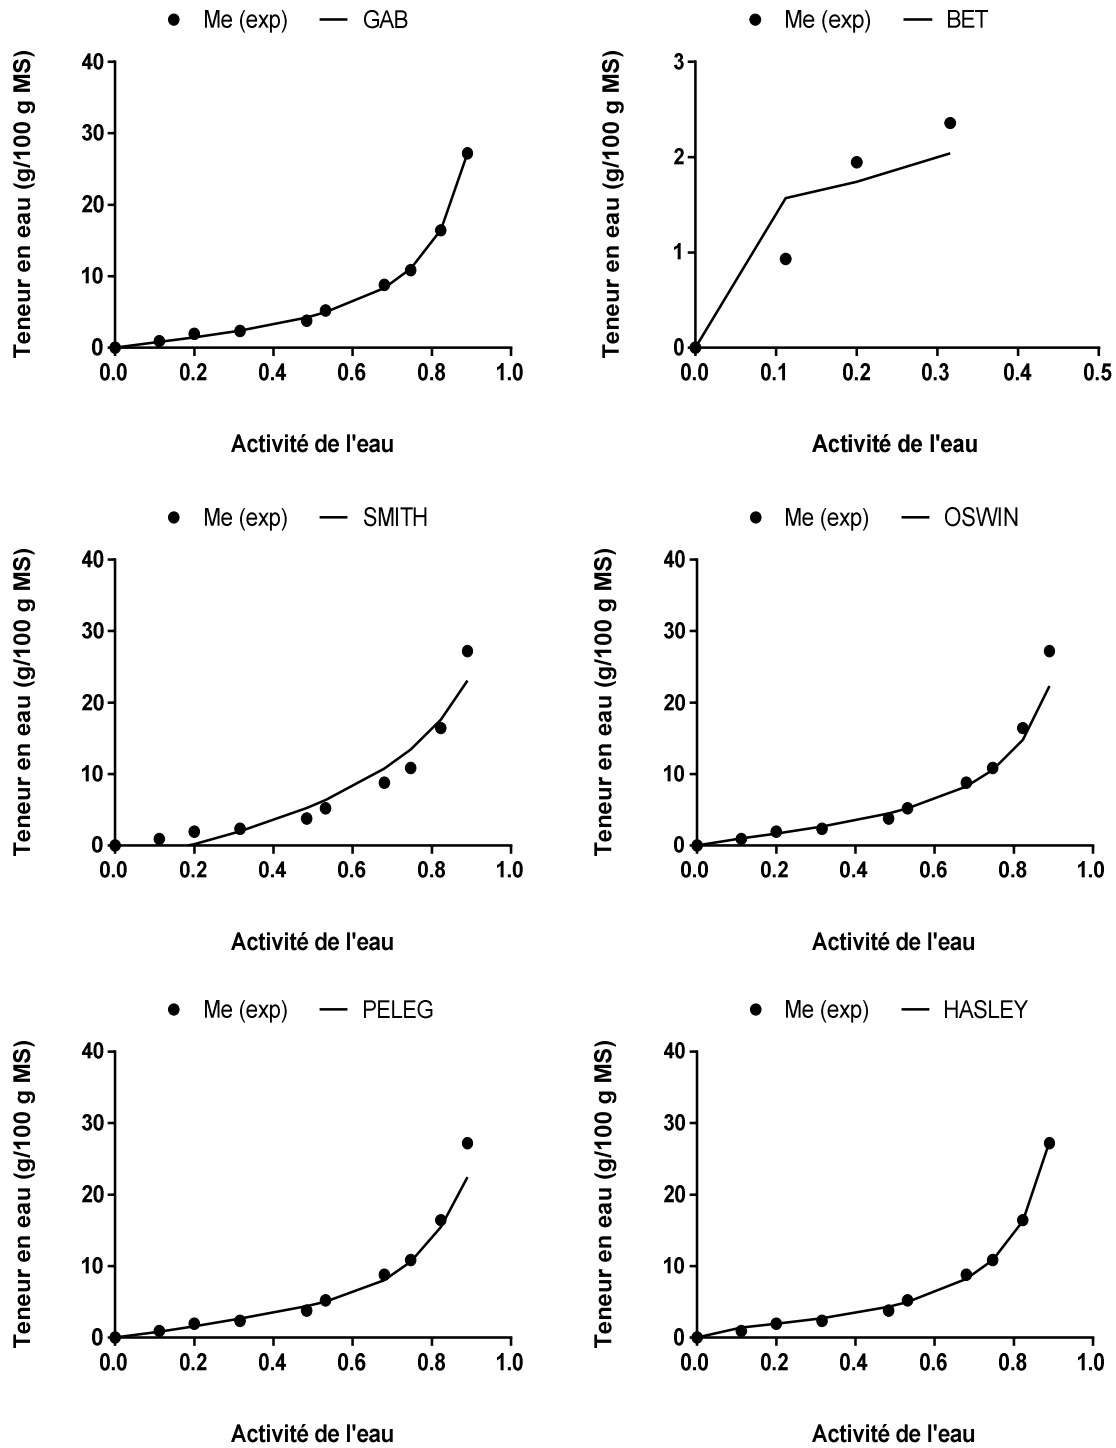 Me (exp) GAB
Teneur en eau (g/100 g MS)
40
30
20
10
0
0.0 0.2 0.4 0.6 0.8 1.0
Activité de l'eau
Me (exp) BET
Teneur en eau (g/100 g MS)
3
2
1
0
0.0 0.1 0.2 0.3 0.4 0.5
Activité de l'eau
Me (exp) SMITH
Teneur en eau (g/100 g MS)
40
30
20
10
0
0.0 0.2 0.4 0.6 0.8 1.0
Activité de l'eau
Me (exp) OSWIN
Teneur en eau (g/100 g MS)
40
30
20
10
0
0.0 0.2 0.4 0.6 0.8 1.0
Activité de l'eau
Me (exp) PELEG
Teneur en eau (g/100 g MS)
40
30
20
10
0
0.0 0.2 0.4 0.6 0.8 1.0
Activité de l'eau
Me (exp) HASLEY
Teneur en eau (g/100 g MS)
40
30
20
10
0
0.0 0.2 0.4 0.6 0.8 1.0
Activité de l'eau